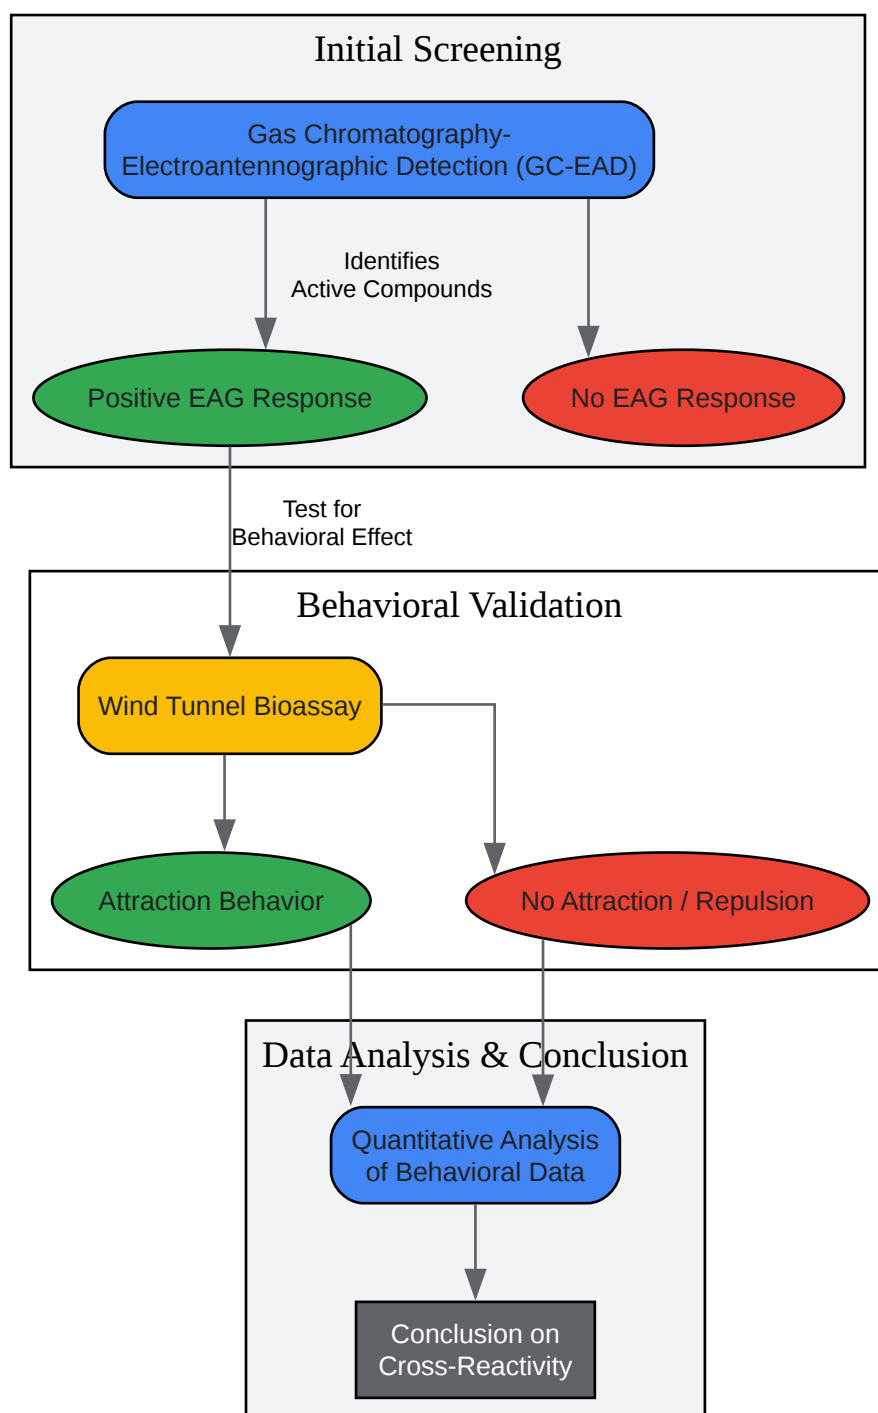 Initial Screening
Gas Chromatography-
Electroantennographic Detection (GC-EAD)
Identifies
Active Compounds
Positive EAG Response
No EAG Response
Test for
Behavioral Effect
Behavioral Validation
Wind Tunnel Bioassay
Attraction Behavior
No Attraction / Repulsion
Data Analysis & Conclusion
Quantitative Analysis
of Behavioral Data
Conclusion on
Cross-Reactivity